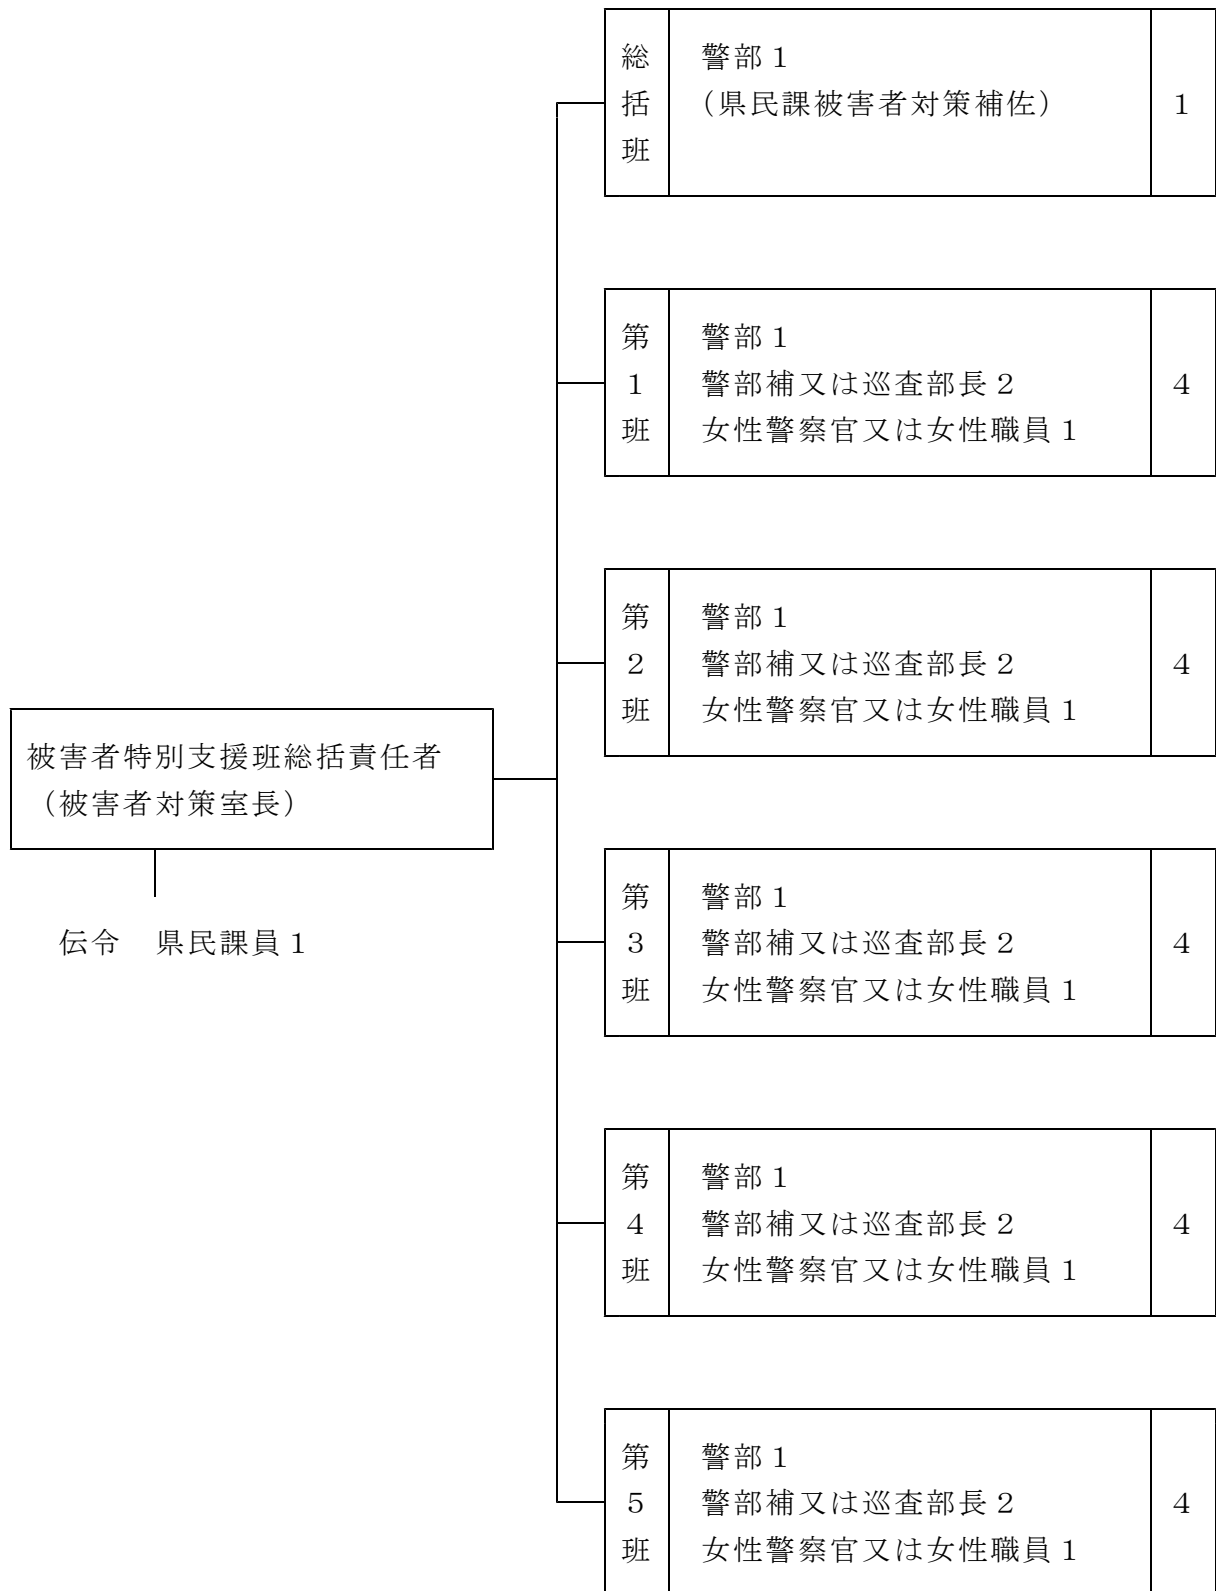 総括班
警部１
（県民課被害者対策補佐）
1
第１班
警部１
警部補又は巡査部長２
女性警察官又は女性職員１
4
第２班
警部１
警部補又は巡査部長２
女性警察官又は女性職員１
4
被害者特別支援班総括責任者
（被害者対策室長）
伝令　県民課員１
第３班
警部１
警部補又は巡査部長２
女性警察官又は女性職員１
4
第４班
警部１
警部補又は巡査部長２
女性警察官又は女性職員１
4
第５班
警部１
警部補又は巡査部長２
女性警察官又は女性職員１
4